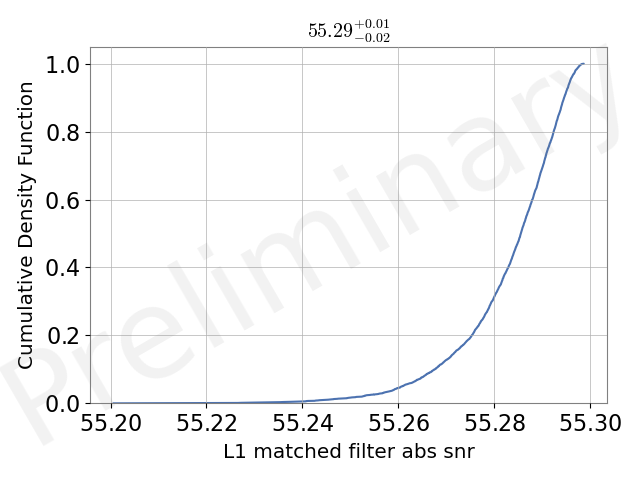 55.29+0.01−0.02
1.0
0.8
0.6
0.4
0.2
0.0
Cumulative Density Function
55.20 55.22 55.24 55.26 55.28 55.30
L1 matched filter abs snr
Preliminary